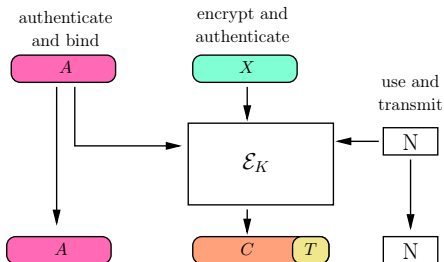 authenticate
and bind
encrypt and
authenticate
A
X
use and
transmit
N
ℰ_K
A
C
T
N